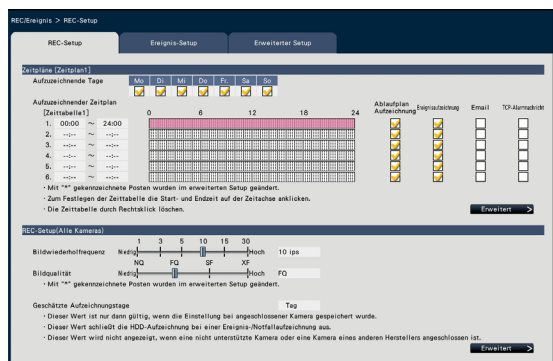 REC/Ereignis > REC-Setup
REC-Setup Ereignis-Setup Erweiterter Setup
Zeitpläne [Zeitplan1]
Aufzuzeichnende Tage Mo Di Mi Do Fr. Sa So
Aufzuzeichnender Zeitplan
[Zeittabelle1] 0 6 12 18 24 Ablaufplan Aufzeichnung Ereignisaufzeichnung Email TCP-Alarmnachricht
1. 00:00 ~ 24:00
2. --:-- ~ --:--
3. --:-- ~ --:--
4. --:-- ~ --:--
5. --:-- ~ --:--
6. --:-- ~ --:--
・Mit "*" gekennzeichnete Posten wurden im erweiterten Setup geändert.
・Zum Festlegen der Zeittabelle die Start- und Endzeit auf der Zeitachse anklicken.
・Die Zeittabelle durch Rechtsklick löschen.
Erweitert >
REC-Setup(Alle Kameras)
1 3 5 10 15 30
Bildwiederholfrequenz Niedrig Hoch 10 ips
NQ FQ SF XF
Bildqualität Niedrig Hoch FQ
・Mit "*" gekennzeichnete Posten wurden im erweiterten Setup geändert.
Geschätzte Aufzeichnungstage Tag
・Dieser Wert ist nur dann gültig, wenn die Einstellung bei angeschlossener Kamera gespeichert wurde.
・Dieser Wert schließt die HDD-Aufzeichnung bei einer Ereignis-/Notfallaufzeichnung aus.
・Dieser Wert wird nicht angezeigt, wenn eine nicht unterstützte Kamera oder eine Kamera eines anderen Herstellers angeschlossen ist.
Erweitert >